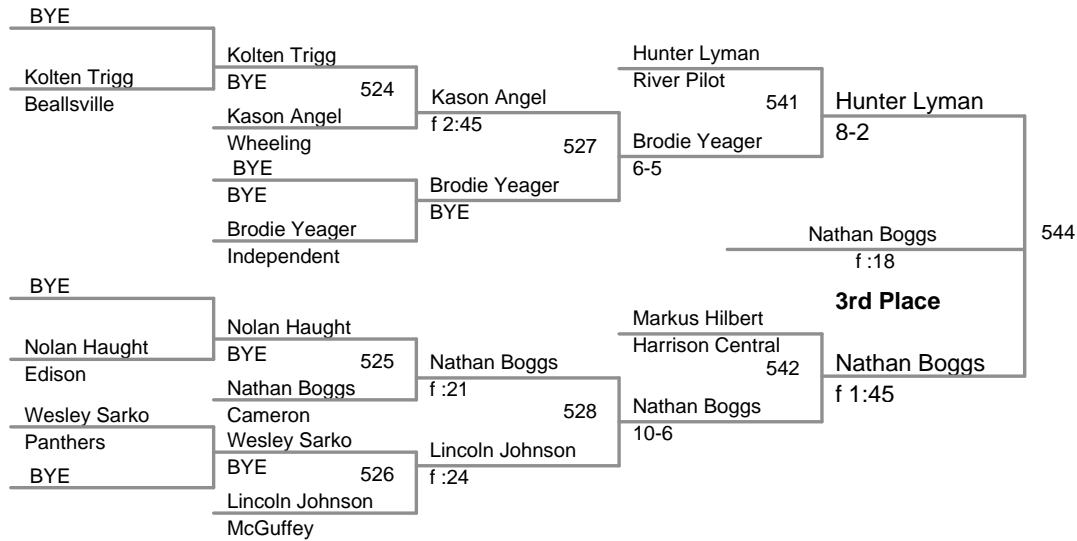 BYE
Kolten Trigg
Beallsville
Kolten Trigg
BYE
524
Kason Angel
Wheeling
Kason Angel
f 2:45
527
BYE
BYE
Brodie Yeager
Independent
Brodie Yeager
BYE
Hunter Lyman
River Pilot
541
Brodie Yeager
6-5
Hunter Lyman
8-2
Nathan Boggs
f :18
544
3rd Place
BYE
Nolan Haught
Edison
Nolan Haught
BYE
525
Nathan Boggs
Cameron
Nathan Boggs
f :21
528
Wesley Sarko
Panthers
BYE
Wesley Sarko
BYE
526
Lincoln Johnson
McGuffey
Lincoln Johnson
f :24
Markus Hilbert
Harrison Central
542
Nathan Boggs
10-6
Nathan Boggs
f 1:45